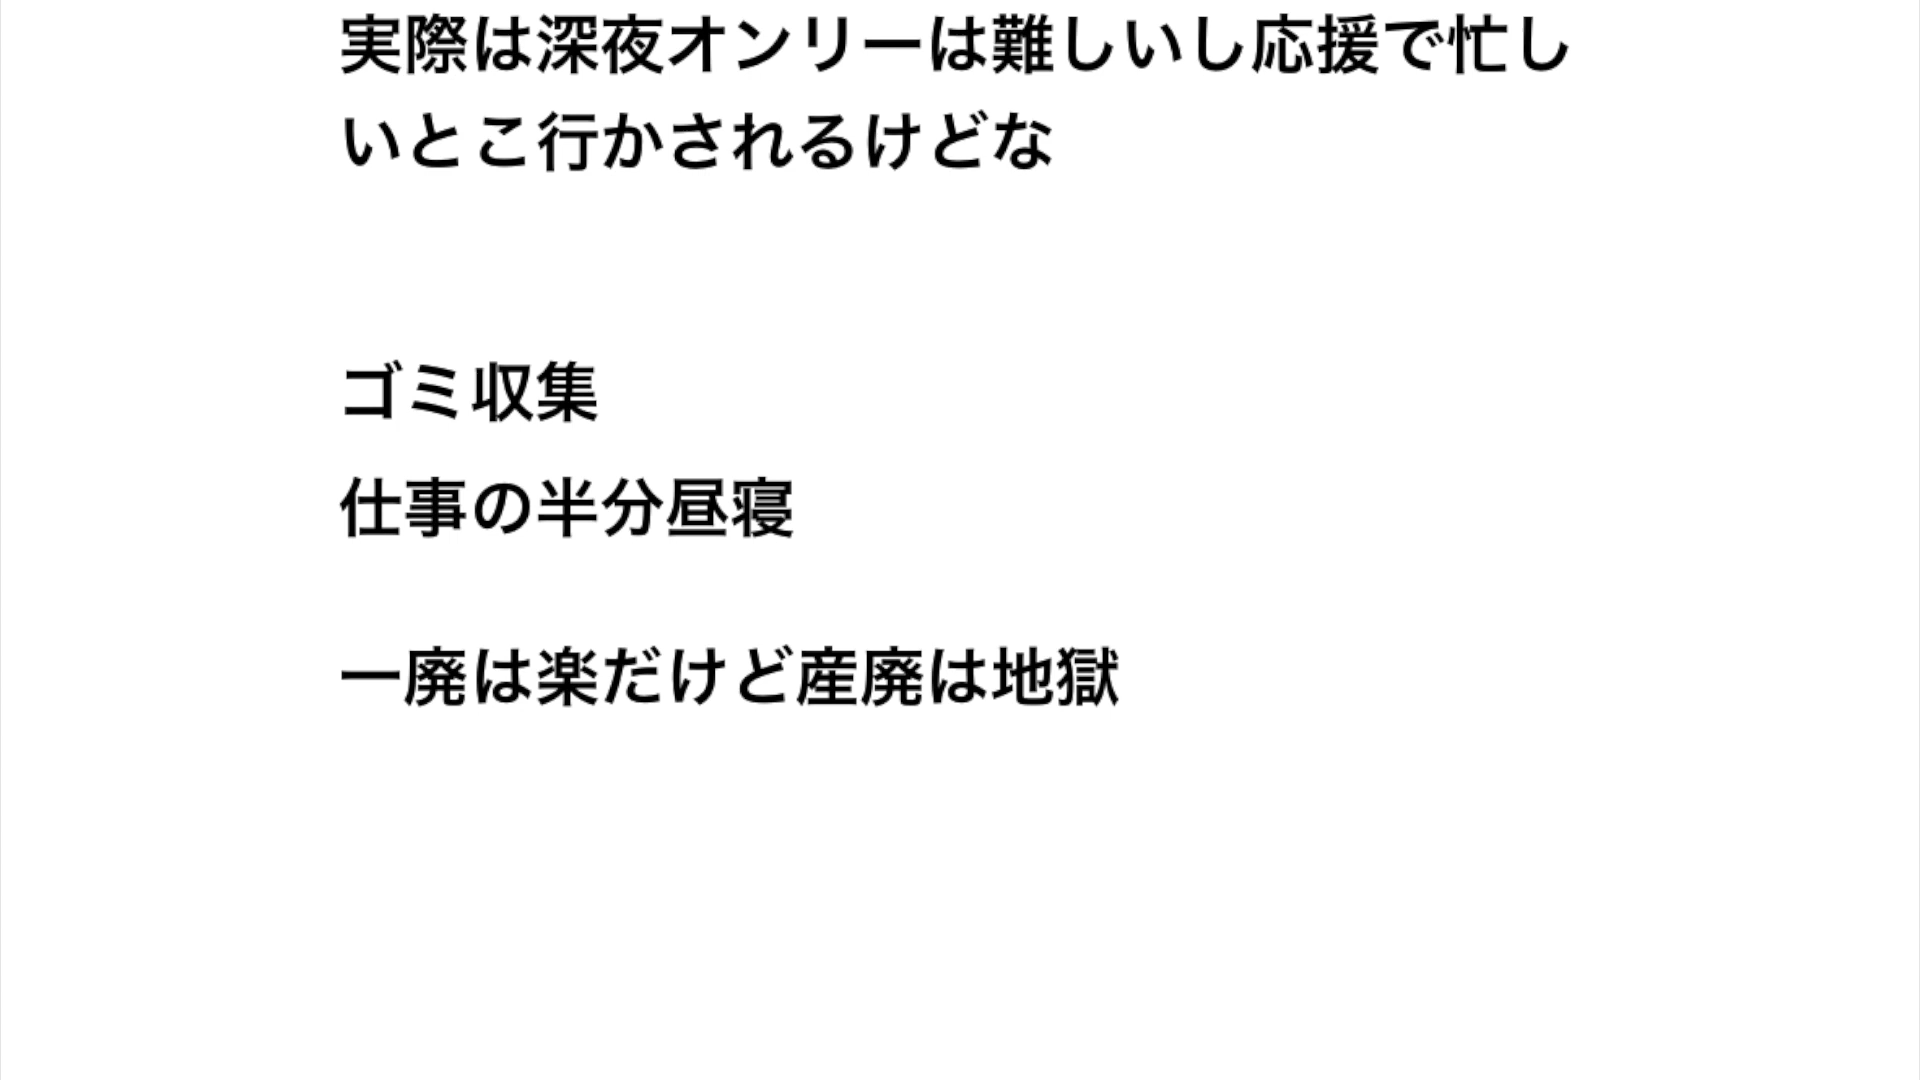 実際は深夜オンリーは難しいし応援で忙し
いとこ行かされるけどな
ゴミ収集
仕事の半分昼寝
一廃は楽だけど産廃は地獄